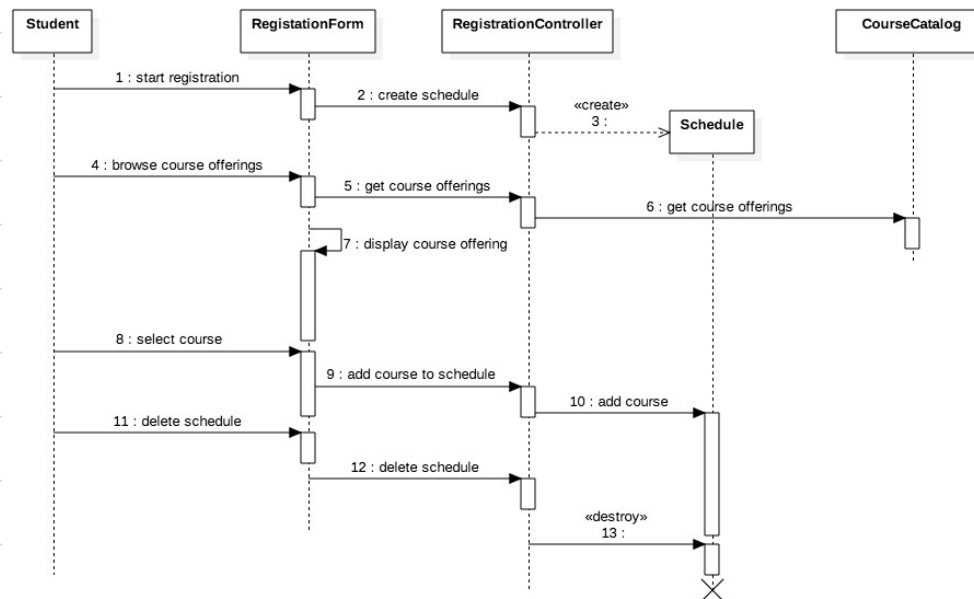 Student
RegistationForm
RegistrationController
CourseCatalog
1 : start registration
2 : create schedule
«create»
3 :
Schedule
4 : browse course offerings
5 : get course offerings
6 : get course offerings
7 : display course offering
8 : select course
9 : add course to schedule
10 : add course
11 : delete schedule
12 : delete schedule
«destroy»
13 :